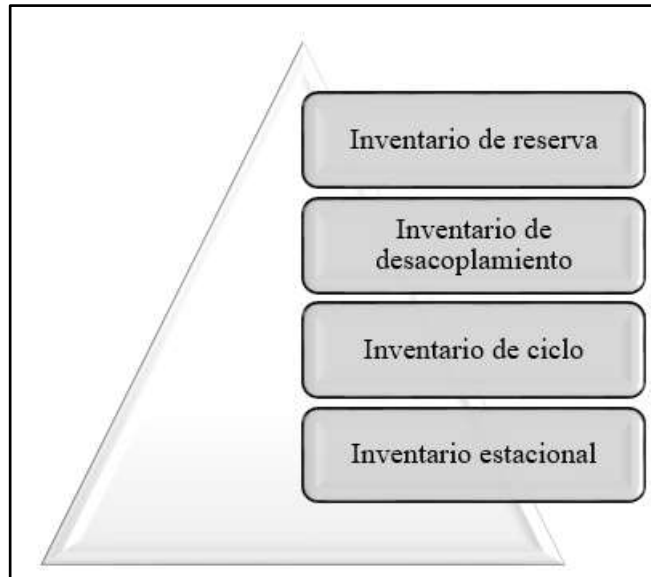 Inventario de reserva
Inventario de
desacoplamiento
Inventario de ciclo
Inventario estacional